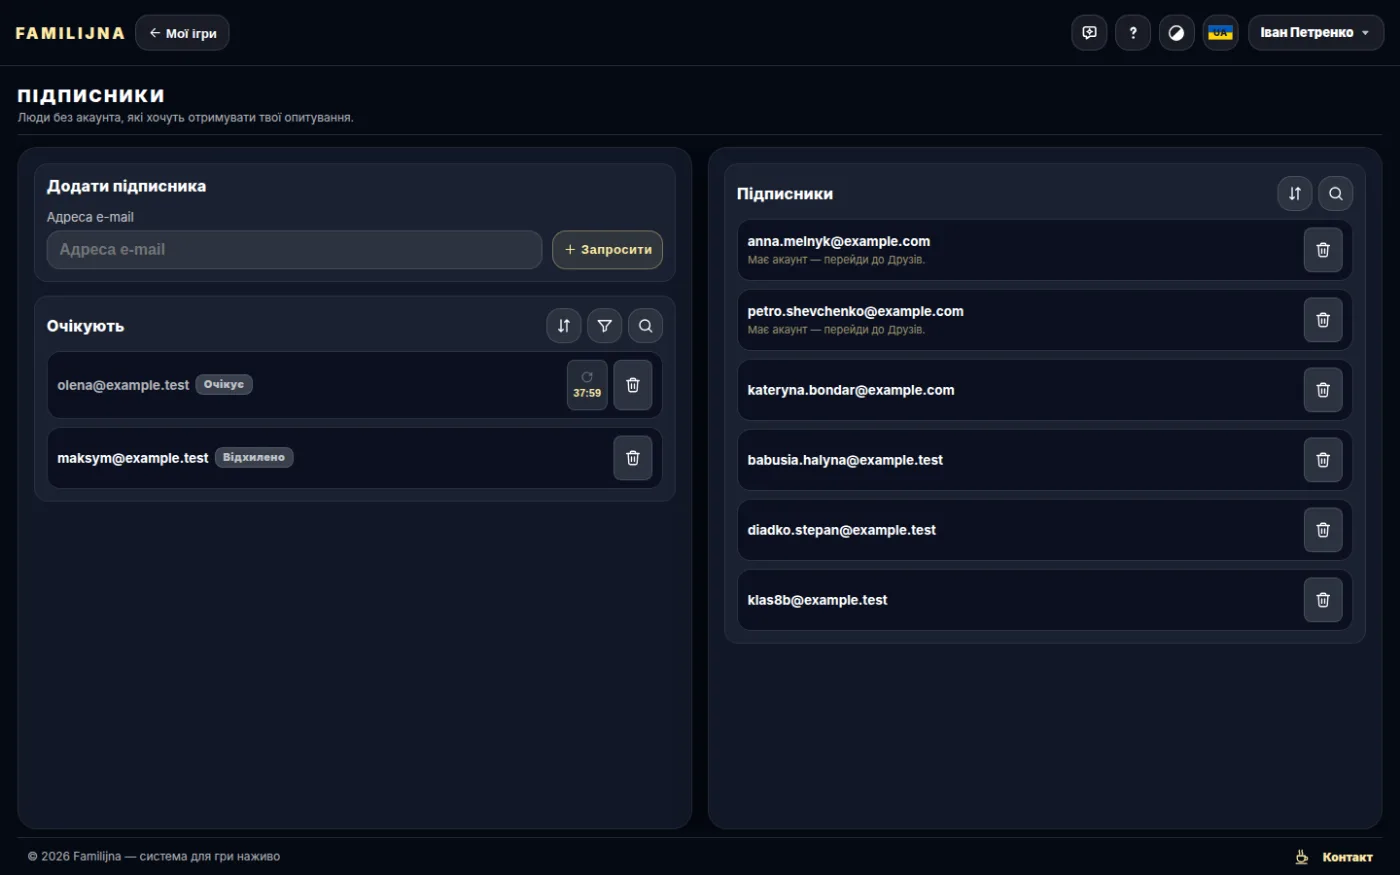 FAMILIJNA
← Мої ігри
?
UA
Іван Петренко
ПІДПИСНИКИ
Люди без акаунта, які хочуть отримувати твої опитування.
Додати підписника
Адреса e-mail
Адреса e-mail
+ Запросити
Очікують
olena@example.test Очікує
37:59
maksym@example.test Відхилено
Підписники
anna.melnyk@example.com
Має акаунт — перейди до Друзів.
petro.shevchenko@example.com
Має акаунт — перейди до Друзів.
kateryna.bondar@example.com
babusia.halyna@example.test
diadko.stepan@example.test
klas8b@example.test
© 2026 Familijna — система для гри наживо
Контакт